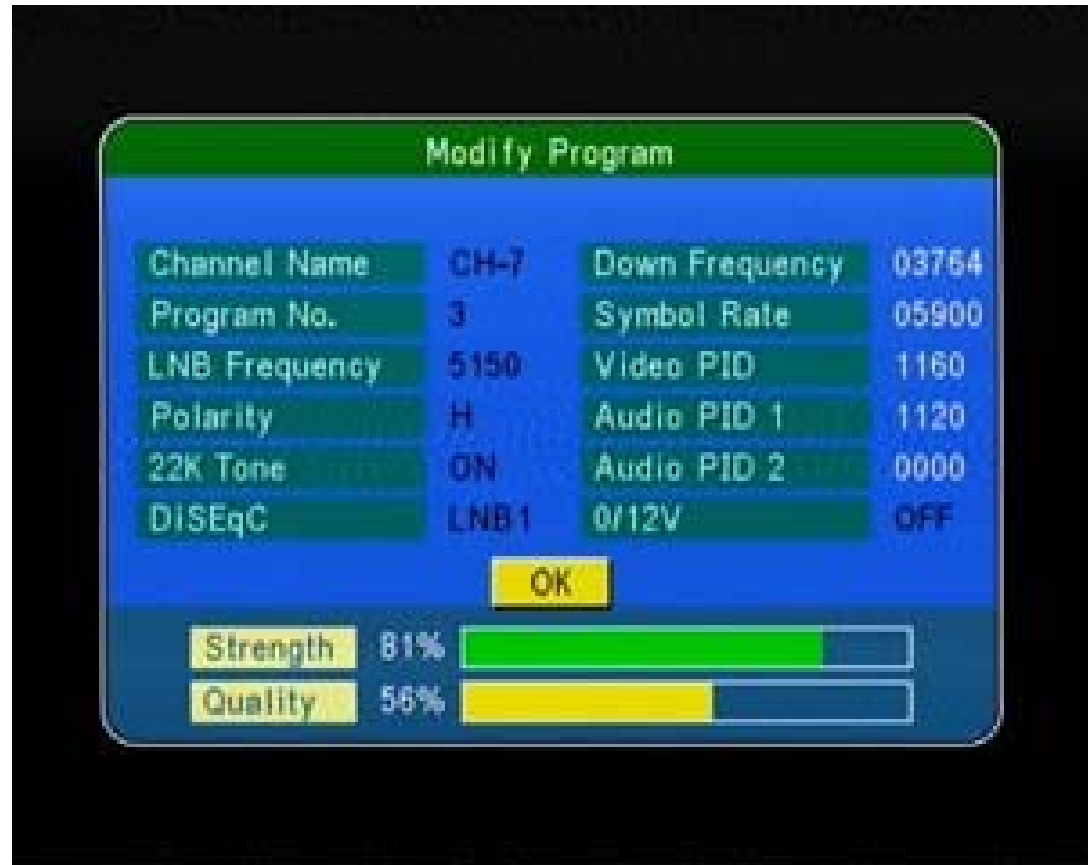 Modify Program
Channel Name CH-7 Down Frequency 03764
Program No. 3 Symbol Rate 05900
LNB Frequency 5150 Video PID 1160
Polarity H Audio PID 1 1120
22K Tone ON Audio PID 2 0000
DiSEqC LNB1 0/12V OFF
OK
Strength 81%
Quality 56%